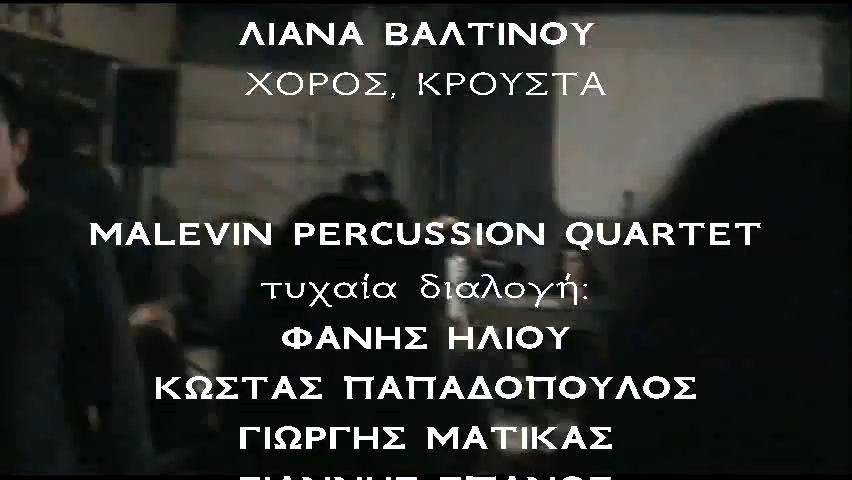 ΛΙΑΝΑ ΒΑΛΤΙΝΟΥ
ΧΟΡΟΣ, ΚΡΟΥΣΤΑ
MALEVIN PERCUSSION QUARTET
τυχαία διαλογή:
ΦΑΝΗΣ ΗΛΙΟΥ
ΚΩΣΤΑΣ ΠΑΠΑΔΟΠΟΥΛΟΣ
ΓΙΩΡΓΗΣ ΜΑΤΙΚΑΣ